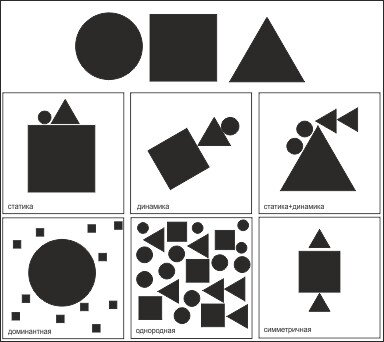 статика
динамика
статика+динамика
доминантная
однородная
симметричная